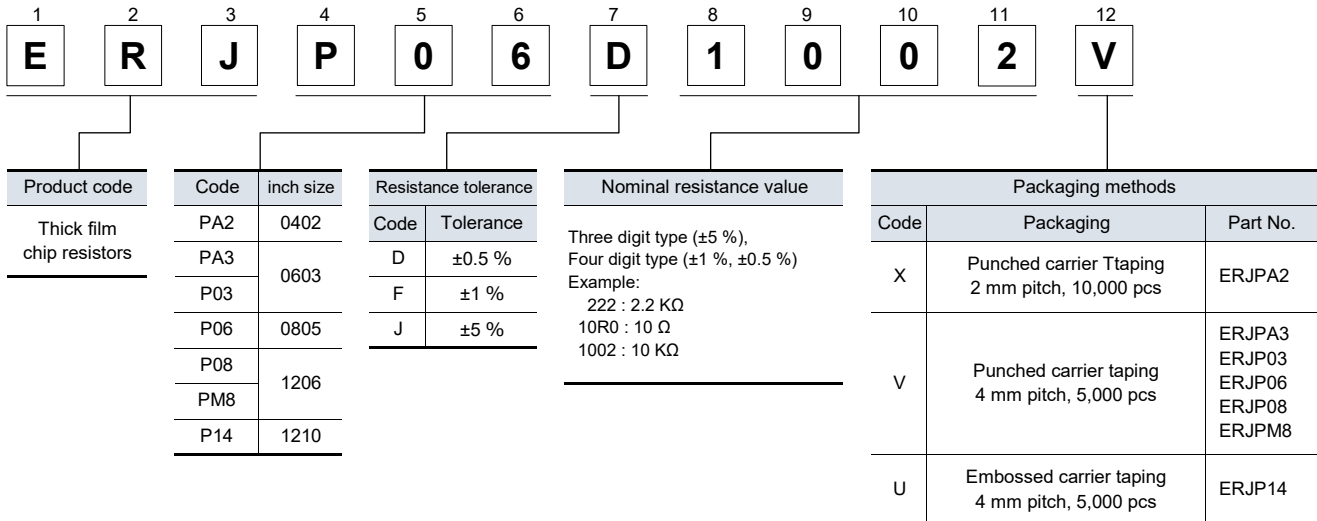 1 2 3 4 5 6 7 8 9 10 11 12
E R J P 0 6 D 1 0 0 2 V
Product code
Thick film
chip resistors
Code inch size
PA2 0402
PA3
0603
P03
P06 0805
P08
1206
PM8
P14 1210
Resistance tolerance
Code Tolerance
D ±0.5 %
F ±1 %
J ±5 %
Nominal resistance value
Three digit type (±5 %),
Four digit type (±1 %, ±0.5 %)
Example:
222 : 2.2 KΩ
10R0 : 10 Ω
1002 : 10 KΩ
Packaging methods
Code Packaging Part No.
X
Punched carrier Ttaping
2 mm pitch, 10,000 pcs
ERJPA2
V
Punched carrier taping
4 mm pitch, 5,000 pcs
ERJPA3
ERJP03
ERJP06
ERJP08
ERJPM8
U
Embossed carrier taping
4 mm pitch, 5,000 pcs
ERJP14